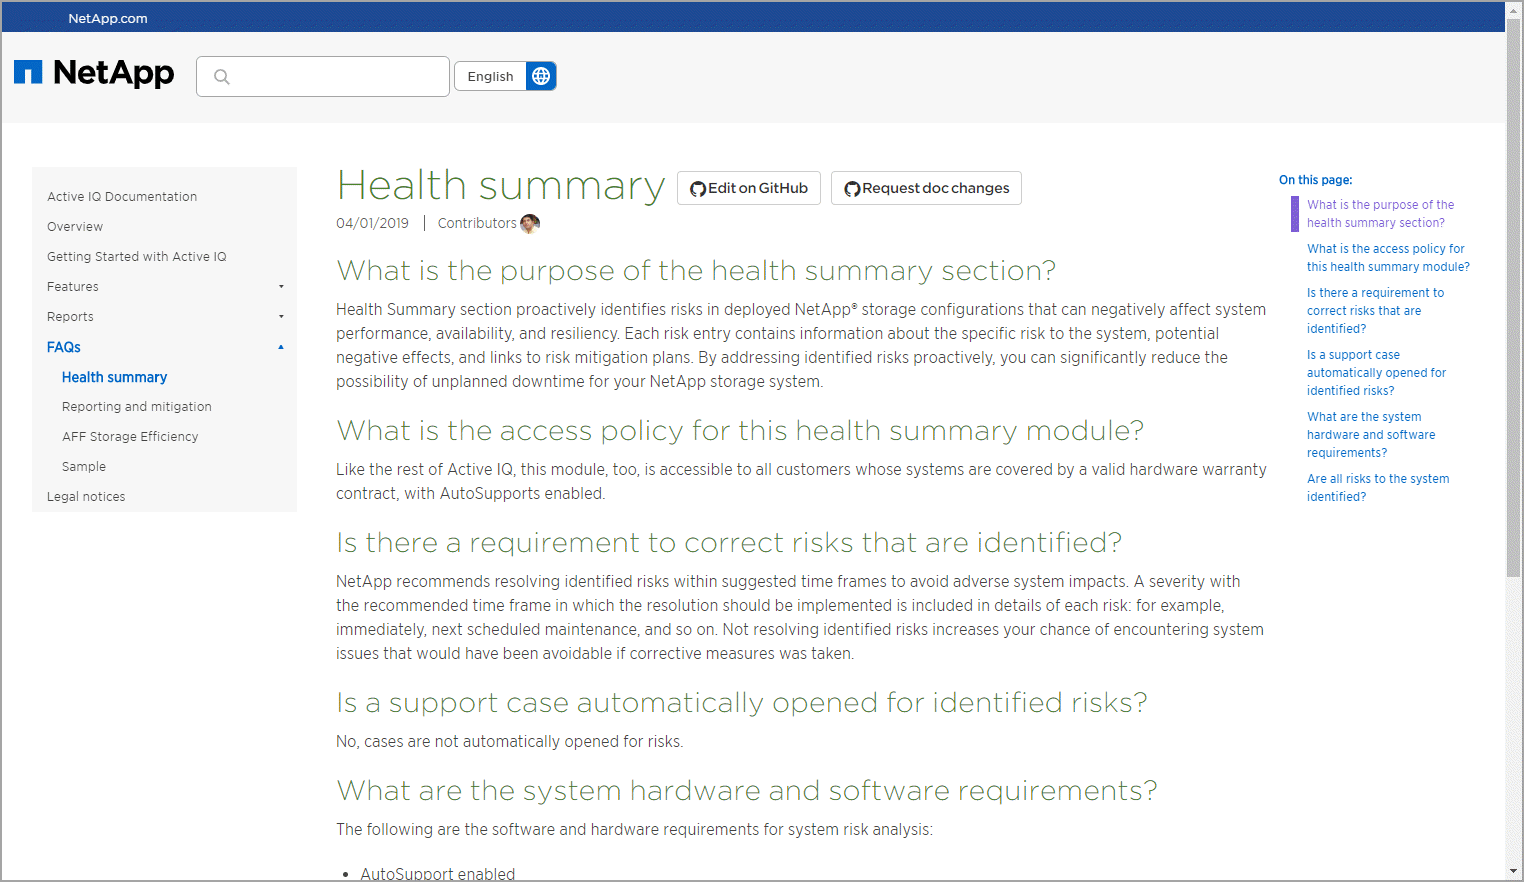 NetApp.com
NetApp
English
Active IQ Documentation
Overview
Getting Started with Active IQ
Features
Reports
FAQs
Health summary
Reporting and mitigation
AFF Storage Efficiency
Sample
Legal notices
Health summary
Edit on GitHub
Request doc changes
04/01/2019 | Contributors
What is the purpose of the health summary section?
Health Summary section proactively identifies risks in deployed NetApp® storage configurations that can negatively affect system
performance, availability, and resiliency. Each risk entry contains information about the specific risk to the system, potential
negative effects, and links to risk mitigation plans. By addressing identified risks proactively, you can significantly reduce the
possibility of unplanned downtime for your NetApp storage system.
What is the access policy for this health summary module?
Like the rest of Active IQ, this module, too, is accessible to all customers whose systems are covered by a valid hardware warranty
contract, with AutoSupports enabled.
Is there a requirement to correct risks that are identified?
NetApp recommends resolving identified risks within suggested time frames to avoid adverse system impacts. A severity with
the recommended time frame in which the resolution should be implemented is included in details of each risk: for example,
immediately, next scheduled maintenance, and so on. Not resolving identified risks increases your chance of encountering system
issues that would have been avoidable if corrective measures was taken.
Is a support case automatically opened for identified risks?
No, cases are not automatically opened for risks.
What are the system hardware and software requirements?
The following are the software and hardware requirements for system risk analysis:
• AutoSupport enabled
On this page:
What is the purpose of the
health summary section?
What is the access policy for
this health summary module?
Is there a requirement to
correct risks that are
identified?
Is a support case
automatically opened for
identified risks?
What are the system
hardware and software
requirements?
Are all risks to the system
identified?